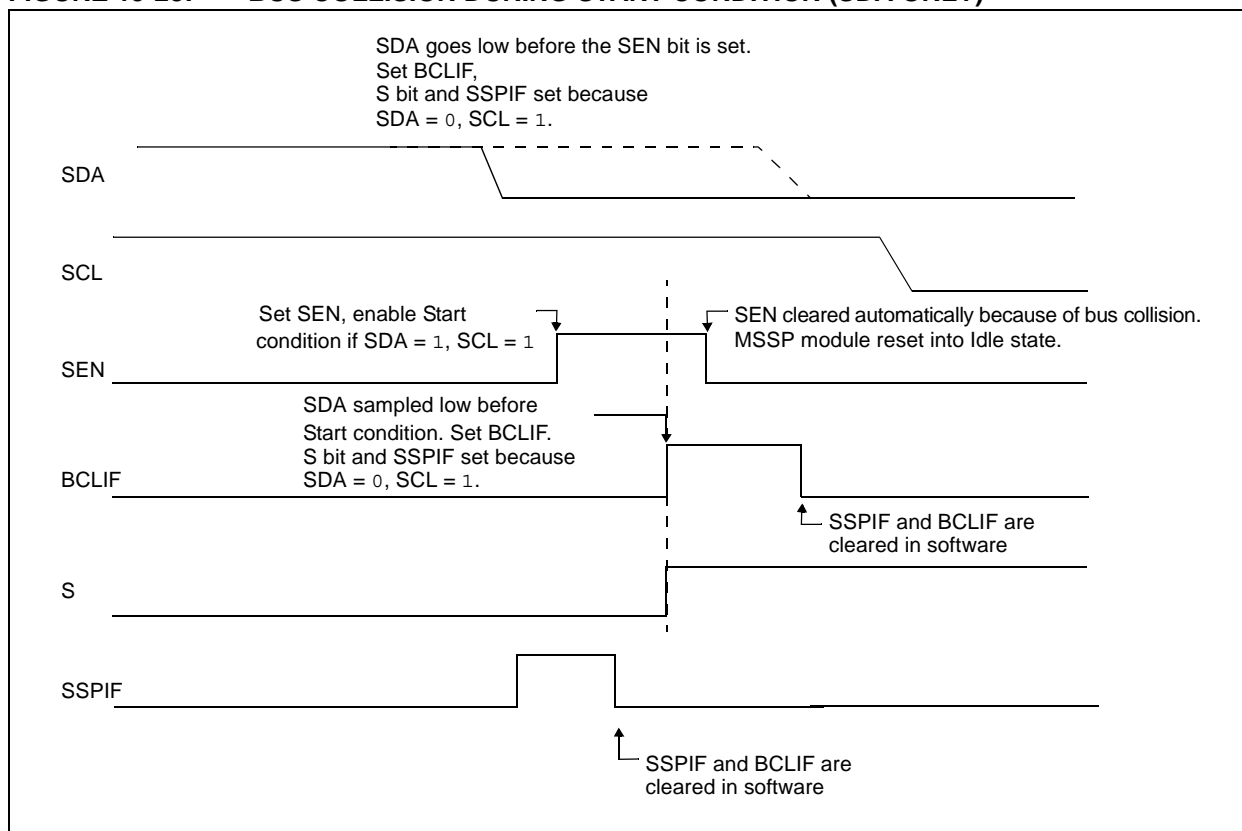 SDA goes low before the SEN bit is set.
Set BCLIF,
S bit and SSPIF set because
SDA = 0, SCL = 1.
SDA
SCL
Set SEN, enable Start
condition if SDA = 1, SCL = 1
SEN cleared automatically because of bus collision.
MSSP module reset into Idle state.
SEN
SDA sampled low before
Start condition. Set BCLIF.
S bit and SSPIF set because
SDA = 0, SCL = 1.
BCLIF
SSPIF and BCLIF are
cleared in software
S
SSPIF
SSPIF and BCLIF are
cleared in software